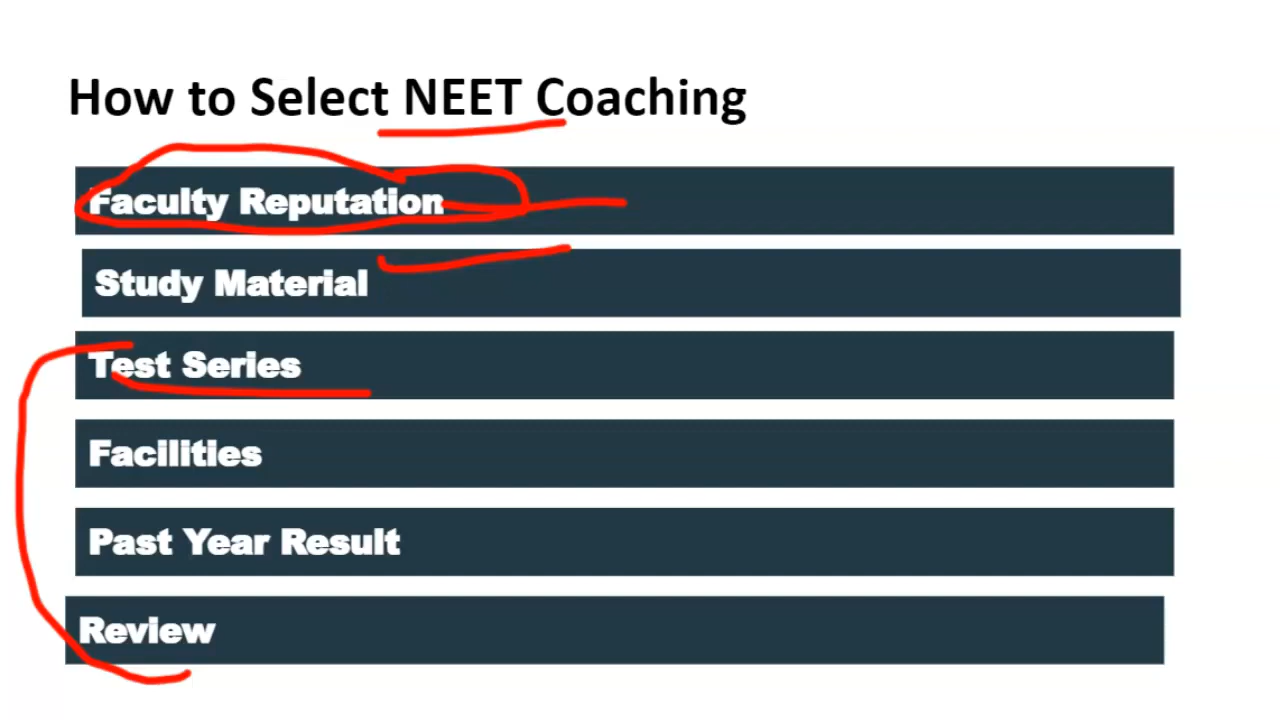 How to Select NEET Coaching
Faculty Reputation
Study Material
Test Series
Facilities
Past Year Result
Review